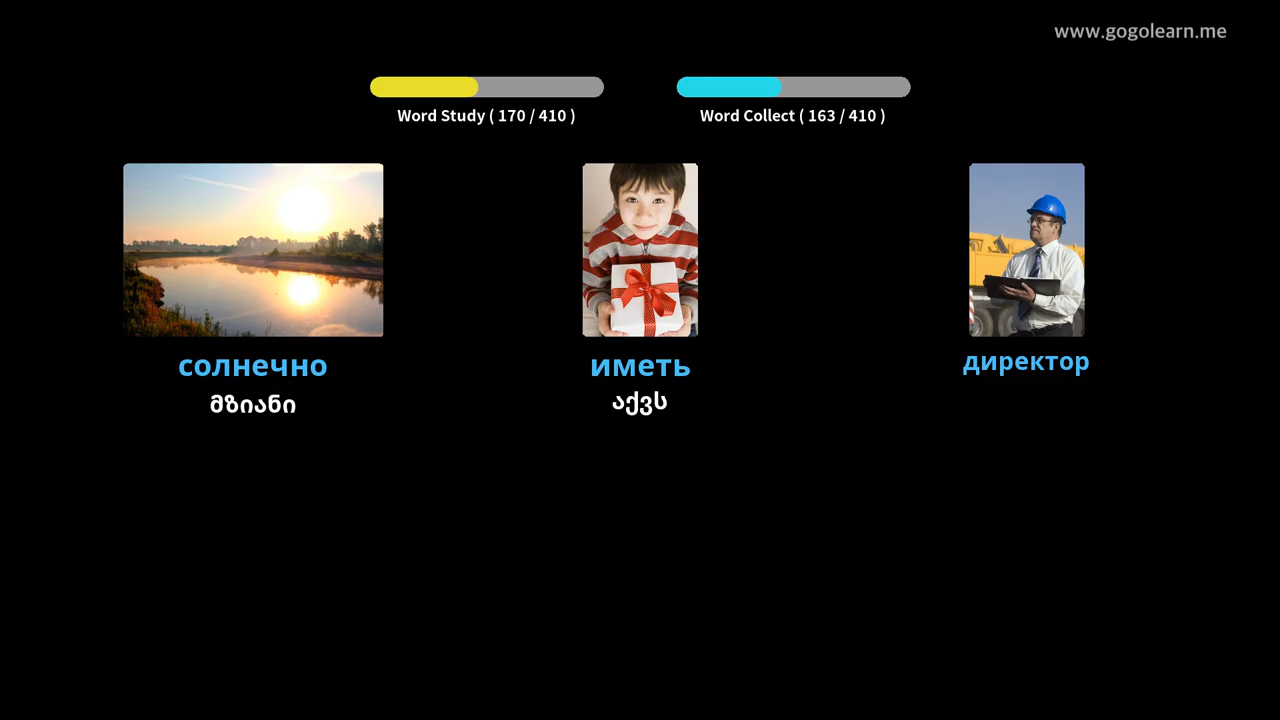 www.gogolearn.me
Word Study ( 170 / 410 )
Word Collect ( 163 / 410 )
солнечно
иметь
директор
მზიანი
აქვს